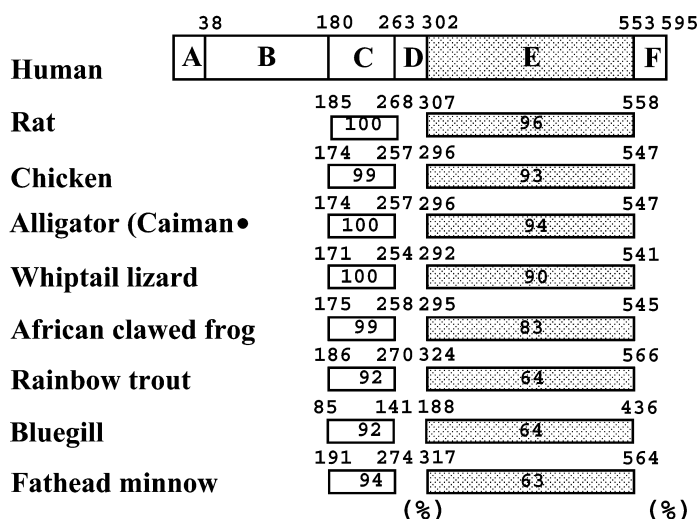 38 180 263 302 553 595
Human A B C D E F
185 268 307 558
Rat 100 96
174 257 296 547
Chicken 99 93
174 257 296 547
Alligator (Caiman• 100 94
171 254 292 541
Whiptail lizard 100 90
175 258 295 545
African clawed frog 99 83
186 270 324 566
Rainbow trout 92 64
85 141 188 436
Bluegill 92 64
191 274 317 564
Fathead minnow 94 63
(%) (%)